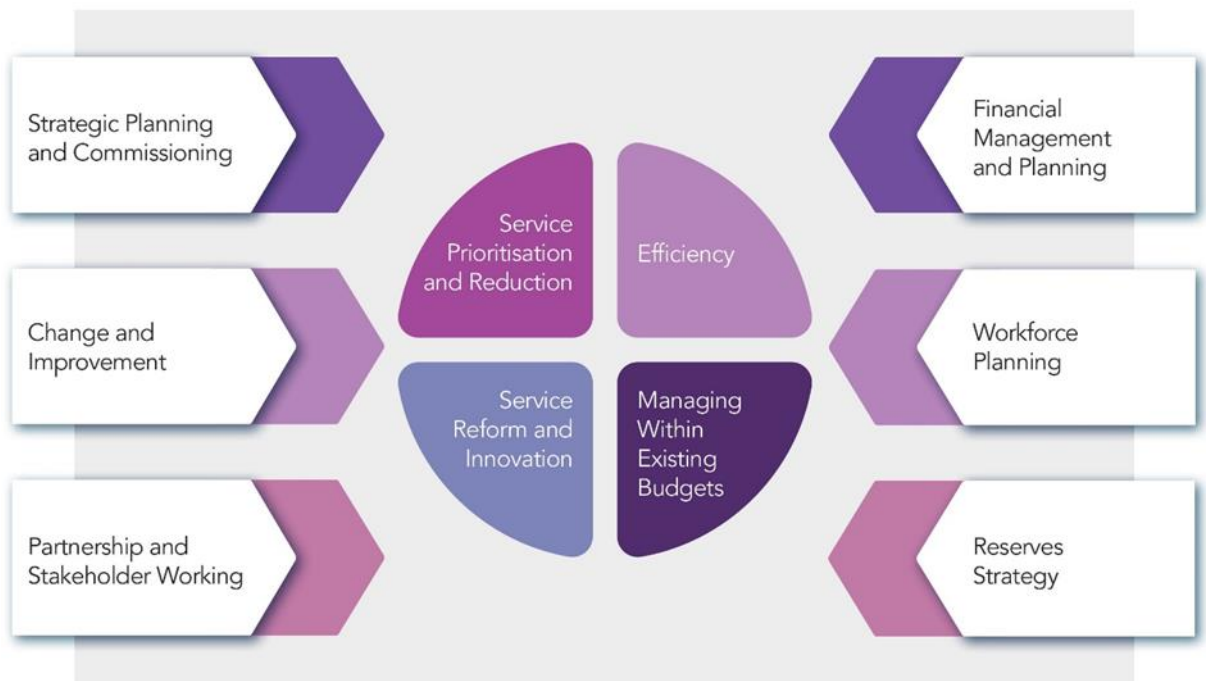 Strategic Planning
and Commissioning
Change and
Improvement
Partnership and
Stakeholder Working
Service
Prioritisation
and Reduction
Efficiency
Service
Reform and
Innovation
Managing
Within
Existing
Budgets
Financial
Management
and Planning
Workforce
Planning
Reserves
Strategy